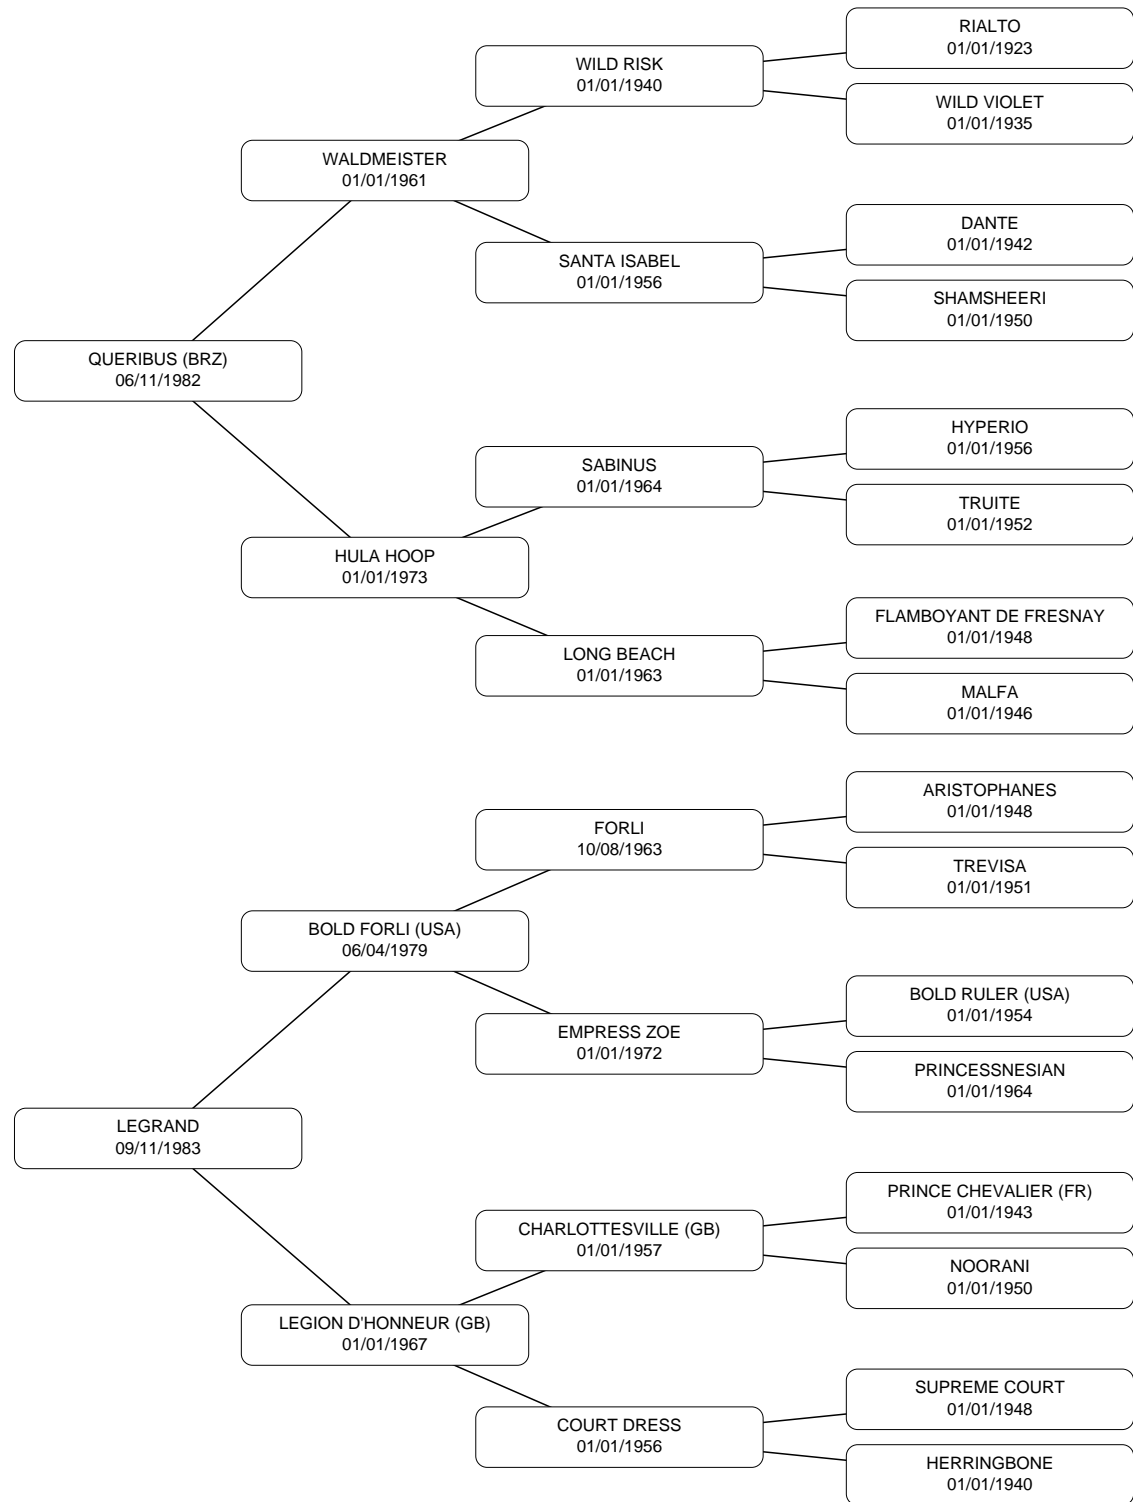 RIALTO
01/01/1923
WILD RISK
01/01/1940
WILD VIOLET
01/01/1935
WALDMEISTER
01/01/1961
DANTE
01/01/1942
SANTA ISABEL
01/01/1956
SHAMSHEERI
01/01/1950
QUERIBUS (BRZ)
06/11/1982
HYPERIO
01/01/1956
SABINUS
01/01/1964
TRUITE
01/01/1952
HULA HOOP
01/01/1973
FLAMBOYANT DE FRESNAY
01/01/1948
LONG BEACH
01/01/1963
MALFA
01/01/1946
ARISTOPHANES
01/01/1948
FORLI
10/08/1963
TREVISA
01/01/1951
BOLD FORLI (USA)
06/04/1979
BOLD RULER (USA)
01/01/1954
EMPRESS ZOE
01/01/1972
PRINCESSNESIAN
01/01/1964
LEGRAND
09/11/1983
PRINCE CHEVALIER (FR)
01/01/1943
CHARLOTTESVILLE (GB)
01/01/1957
NOORANI
01/01/1950
LEGION D'HONNEUR (GB)
01/01/1967
SUPREME COURT
01/01/1948
COURT DRESS
01/01/1956
HERRINGBONE
01/01/1940